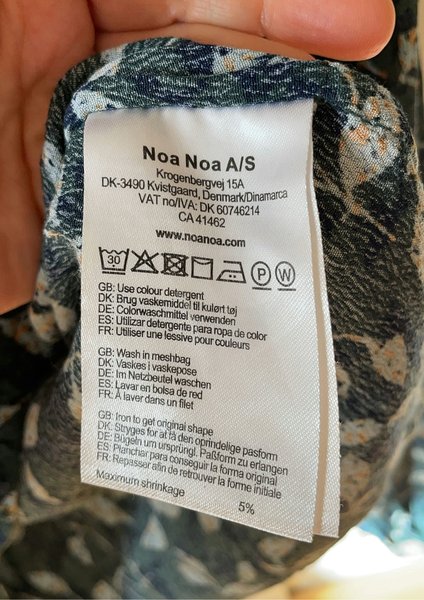 Noa Noa A/S
Krogenbergvej 15A
DK-3490 Kvistgaard, Denmark/Dinamarca
VAT no/IVA: DK 60746214
CA 41462
www.noanoa.com
30 P W
GB: Use colour detergent
DK: Brug vaskemiddel til kulørt tøj
DE: Colorwaschmittel verwenden
ES: Utilizar detergente para ropa de color
FR: Utiliser une lessive pour couleurs
GB: Wash in meshbag
DK: Vaskes i vaskepose
DE: Im Netzbeutel waschen
ES: Lavar en bolsa de red
FR: A laver dans un filet
GB: Iron to get original shape
DK: Stryges for at få den oprindelige pasform
DE: Bügeln um ursprüngl. Paßform zu erlangen
ES: Planchar para conseguir la forma original
FR: Repasser afin de retrouver la forme initiale
Maximum shrinkage 5%